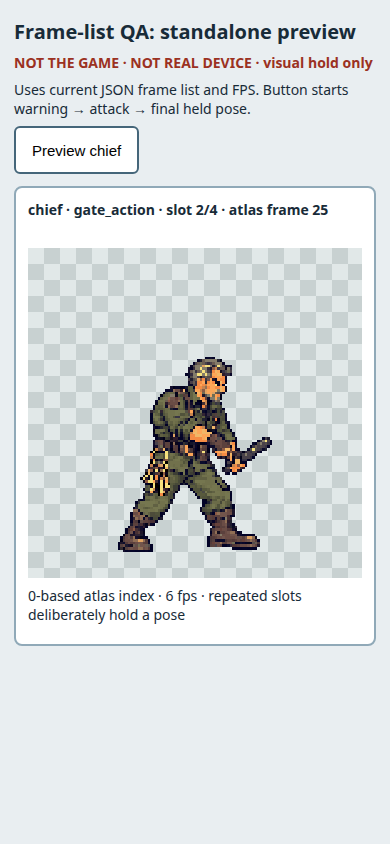 Frame-list QA: standalone preview
NOT THE GAME · NOT REAL DEVICE · visual hold only
Uses current JSON frame list and FPS. Button starts
warning → attack → final held pose.
Preview chief
chief · gate_action · slot 2/4 · atlas frame 25
0-based atlas index · 6 fps · repeated slots
deliberately hold a pose